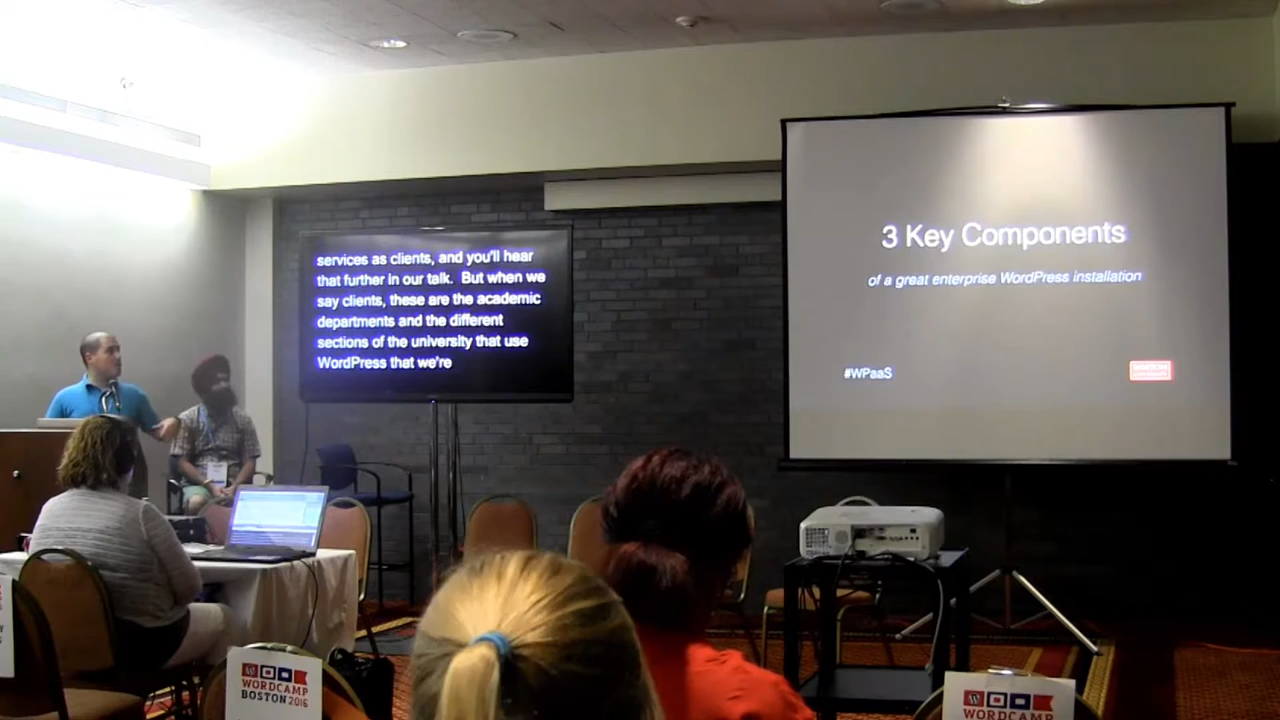 services as clients, and you'll hear
that further in our talk.  But when we
say clients, these are the academic
departments and the different
sections of the university that use
WordPress that we're
3 Key Components
of a great enterprise WordPress installation
#WPaaS
WORDCAMP
BOSTON 2016
WORDCAMP